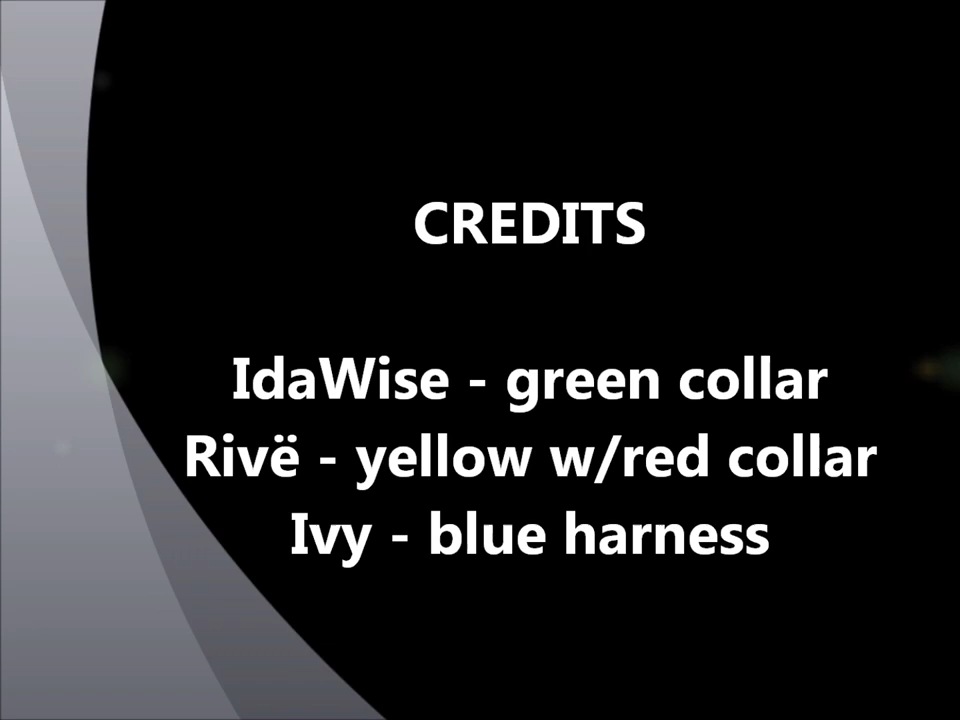 CREDITS
IdaWise - green collar
Rivë - yellow w/red collar
Ivy - blue harness